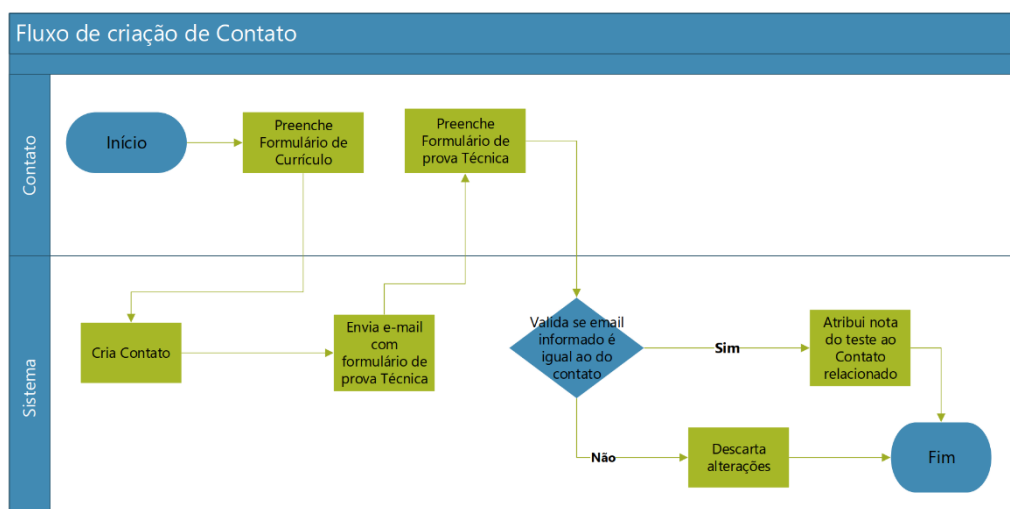 Fluxo de criação de Contato
Contato
Início
Preenche
Formulário de
Currículo
Preenche
Formulário de
prova Técnica
Sistema
Cria Contato
Envia e-mail
com
formulário de
prova Técnica
Valida se email
informado é
igual ao do
contato
Sim
Atribui nota
do teste ao
Contato
relacionado
Não
Descarta
alterações
Fim